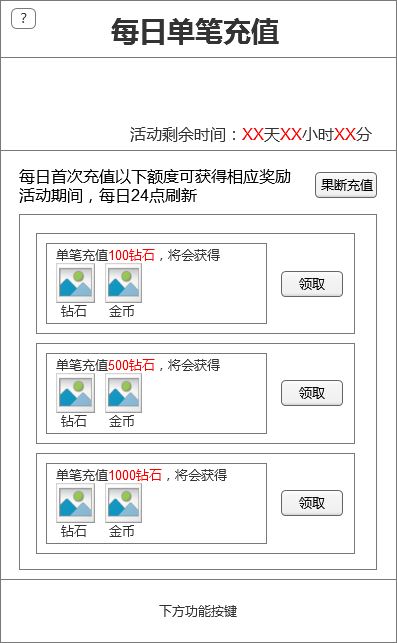 ?
每日单笔充值
活动剩余时间：XX天XX小时XX分
每日首次充值以下额度可获得相应奖励
活动期间，每日24点刷新
果断充值
单笔充值100钻石，将会获得
钻石 金币
领取
单笔充值500钻石，将会获得
钻石 金币
领取
单笔充值1000钻石，将会获得
钻石 金币
领取
下方功能按键